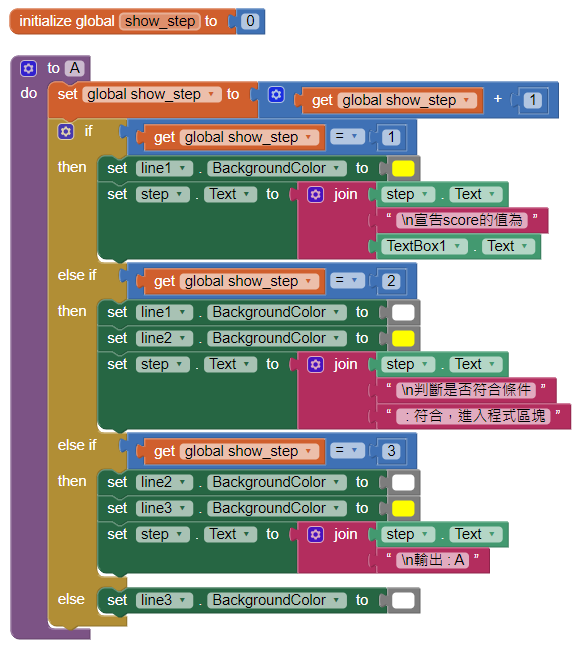 initialize global show_step to 0
to A
do set global show_step to get global show_step + 1
if get global show_step = 1
then set line1 . BackgroundColor to
set step . Text to join step . Text
“ \n宣告score的值為 ”
TextBox1 . Text
else if get global show_step = 2
then set line1 . BackgroundColor to
set line2 . BackgroundColor to
set step . Text to join step . Text
“ \n判斷是否符合條件 ”
“ : 符合，進入程式區塊 ”
else if get global show_step = 3
then set line2 . BackgroundColor to
set line3 . BackgroundColor to
set step . Text to join step . Text
“ \n輸出 : A ”
else set line3 . BackgroundColor to